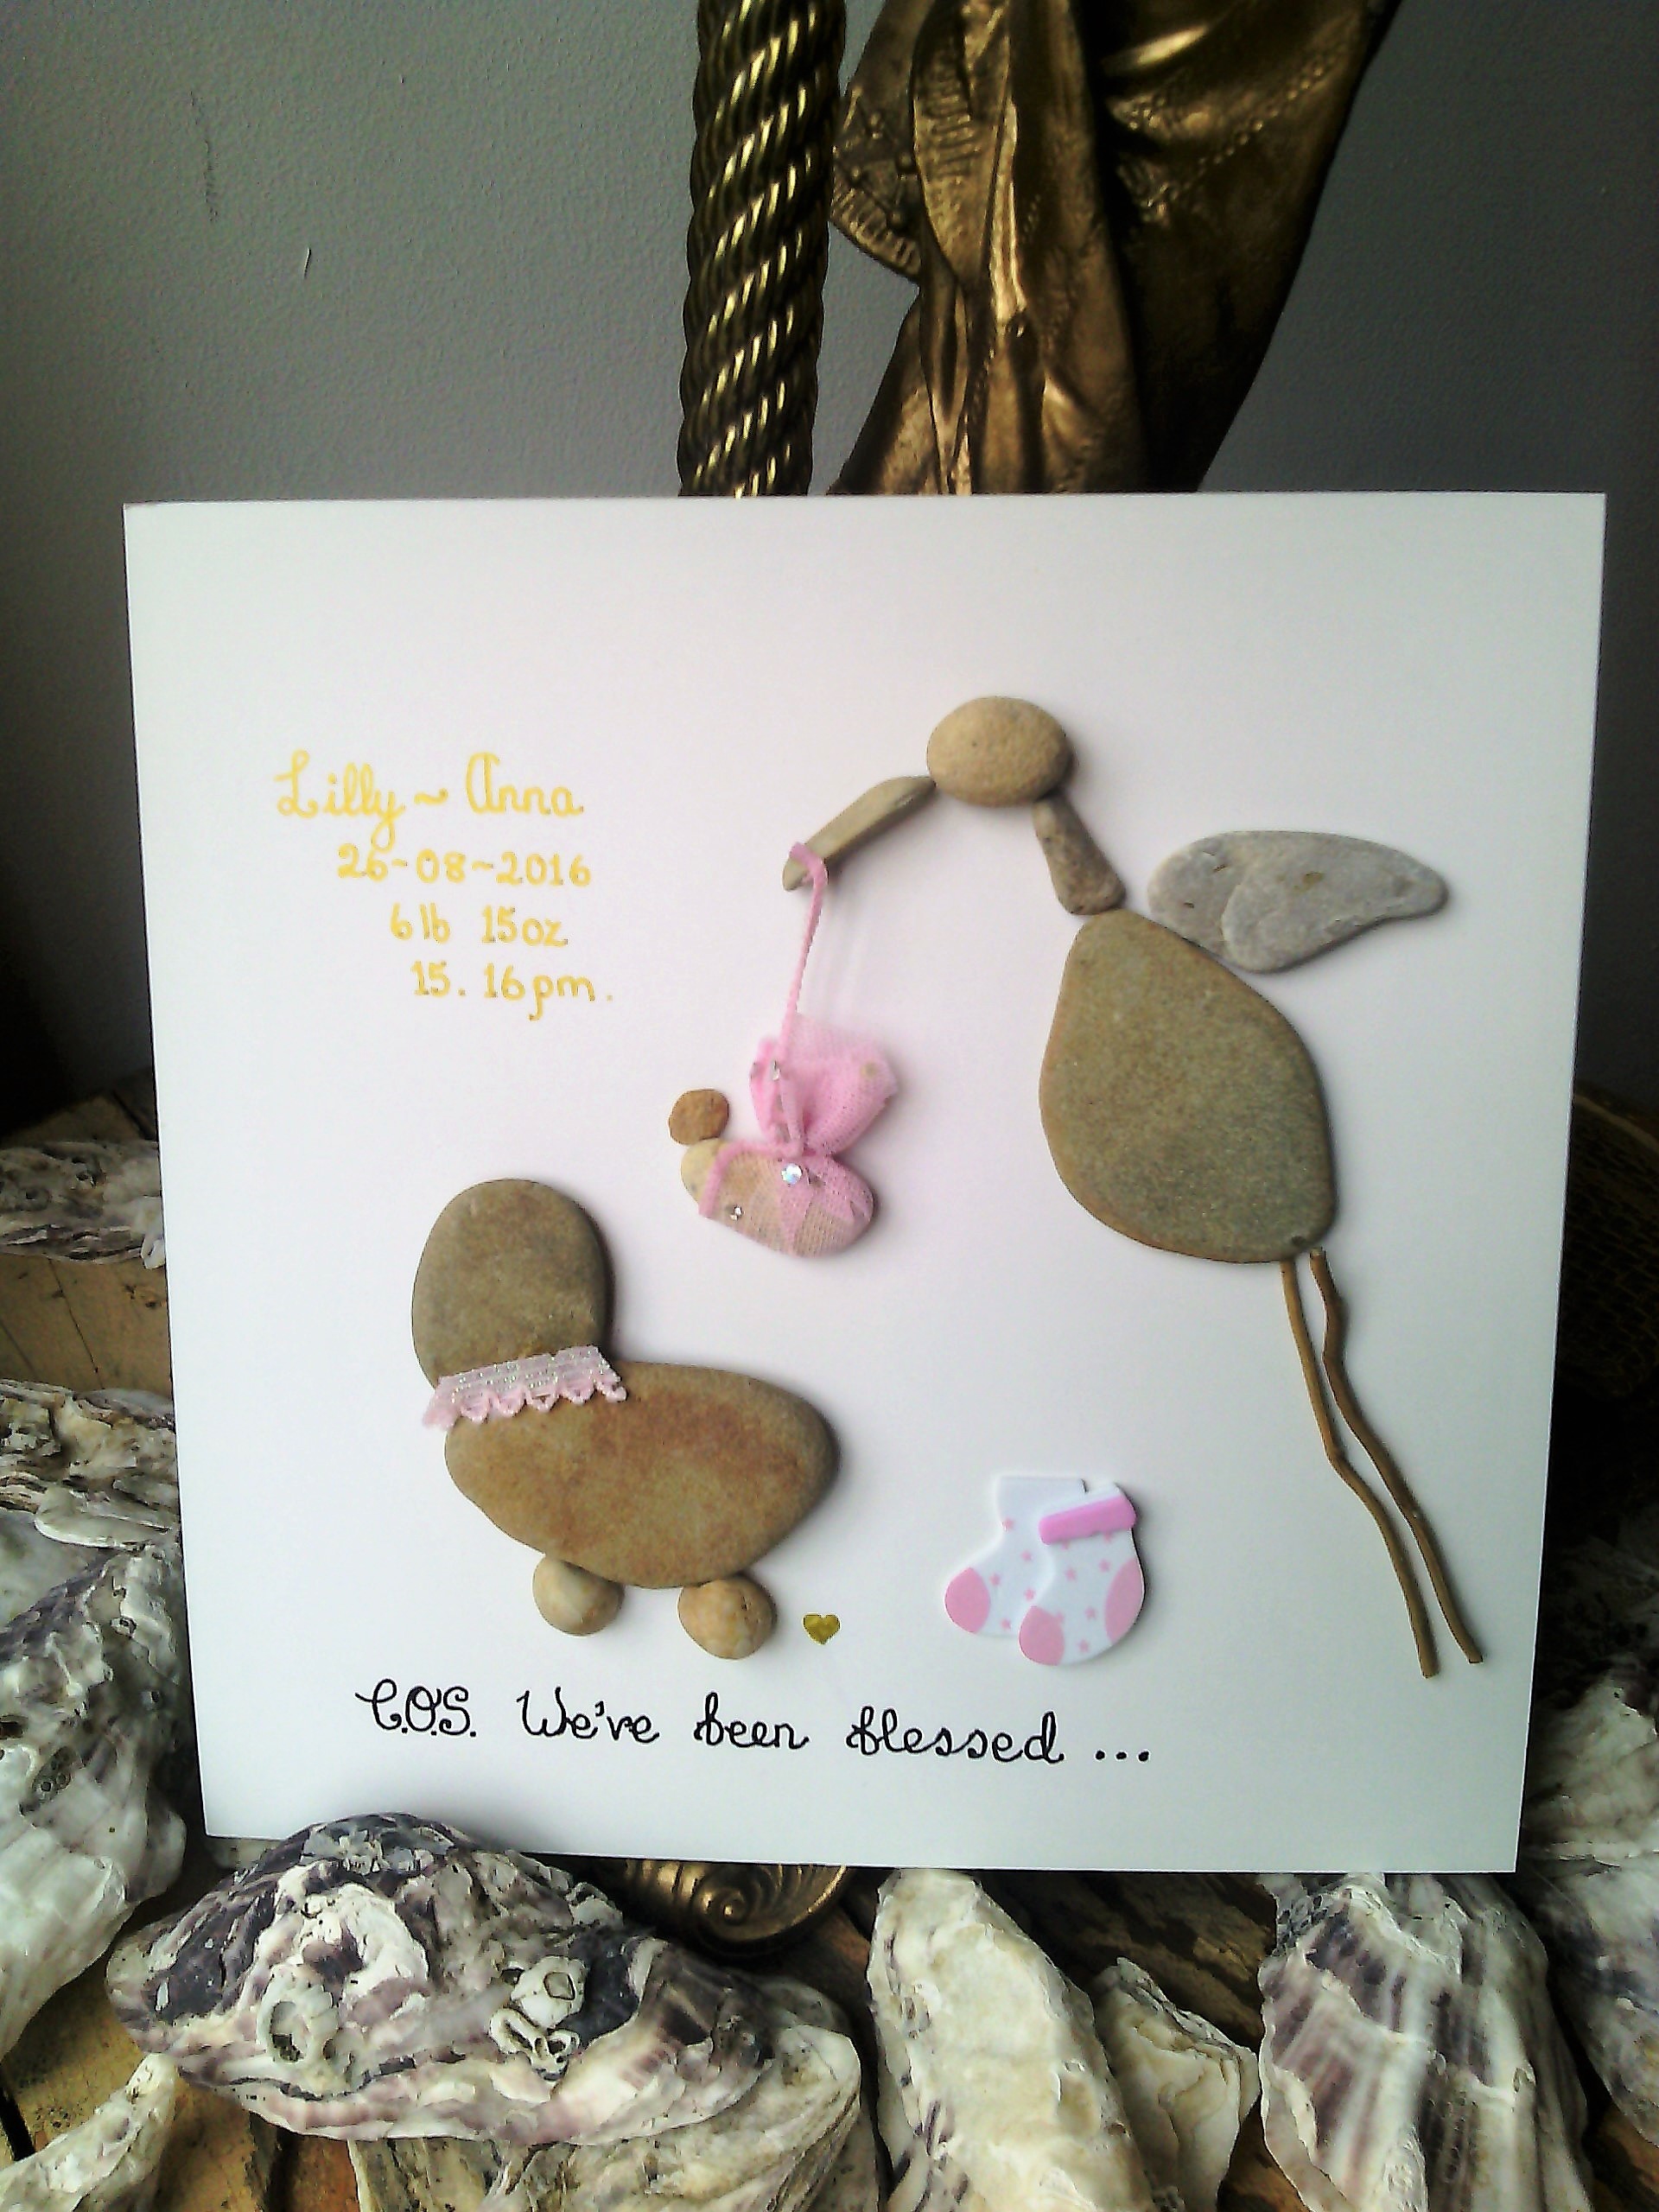 Lilly~Anna
26-08-2016
6lb 15oz
15.16pm.
C.O.S. We've been blessed ...